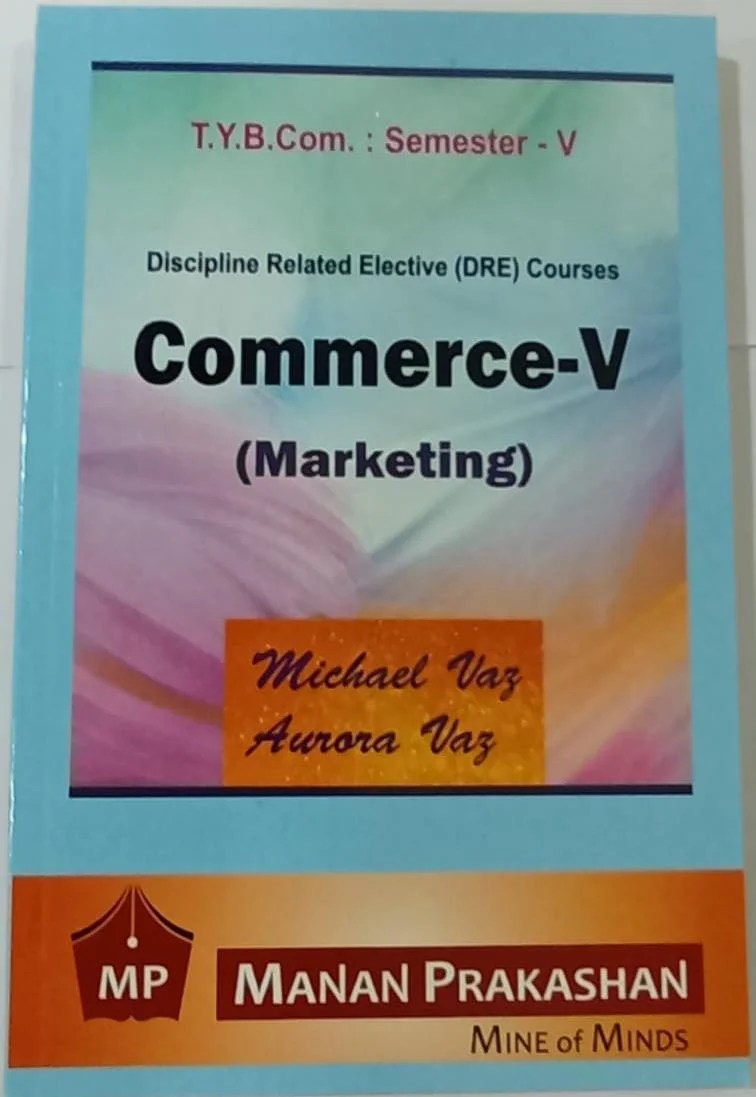 T.Y.B.Com. : Semester - V
Discipline Related Elective (DRE) Courses
Commerce-V
(Marketing)
Michael Vaz
Aurora Vaz
MP
MANAN PRAKASHAN
MINE of MINDS